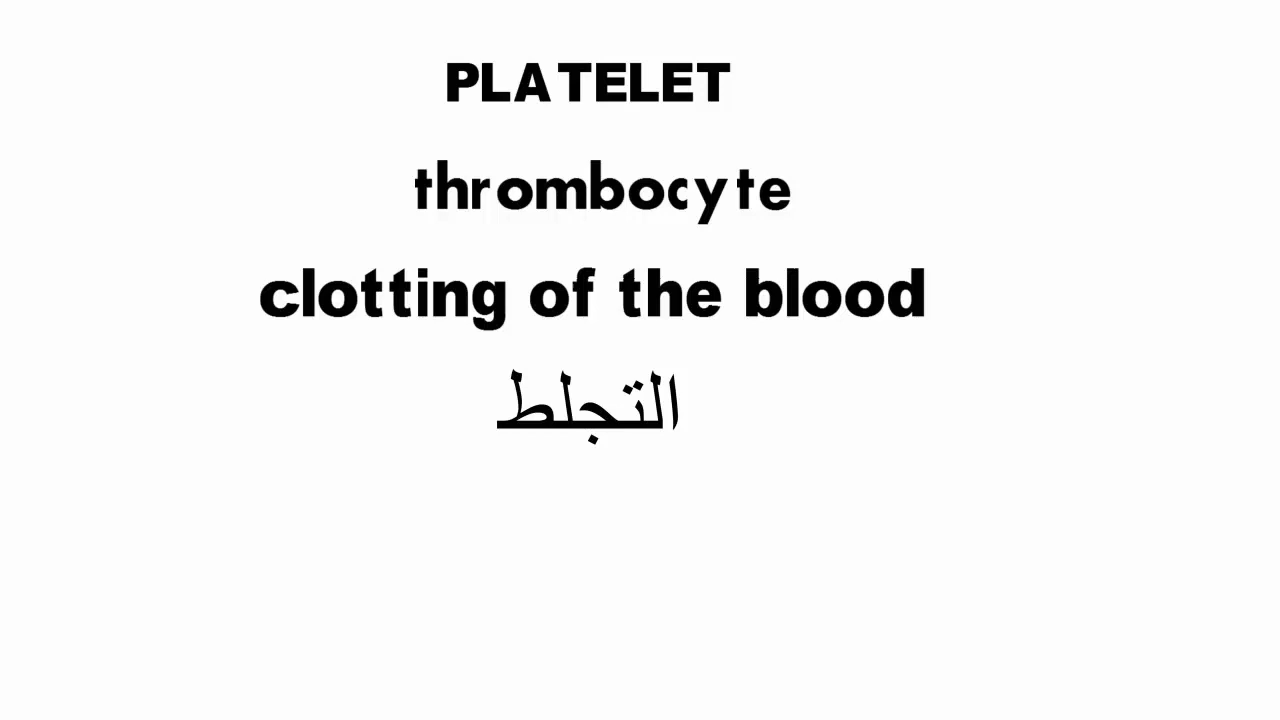 PLATELET
thrombocyte
clotting of the blood
التجلط